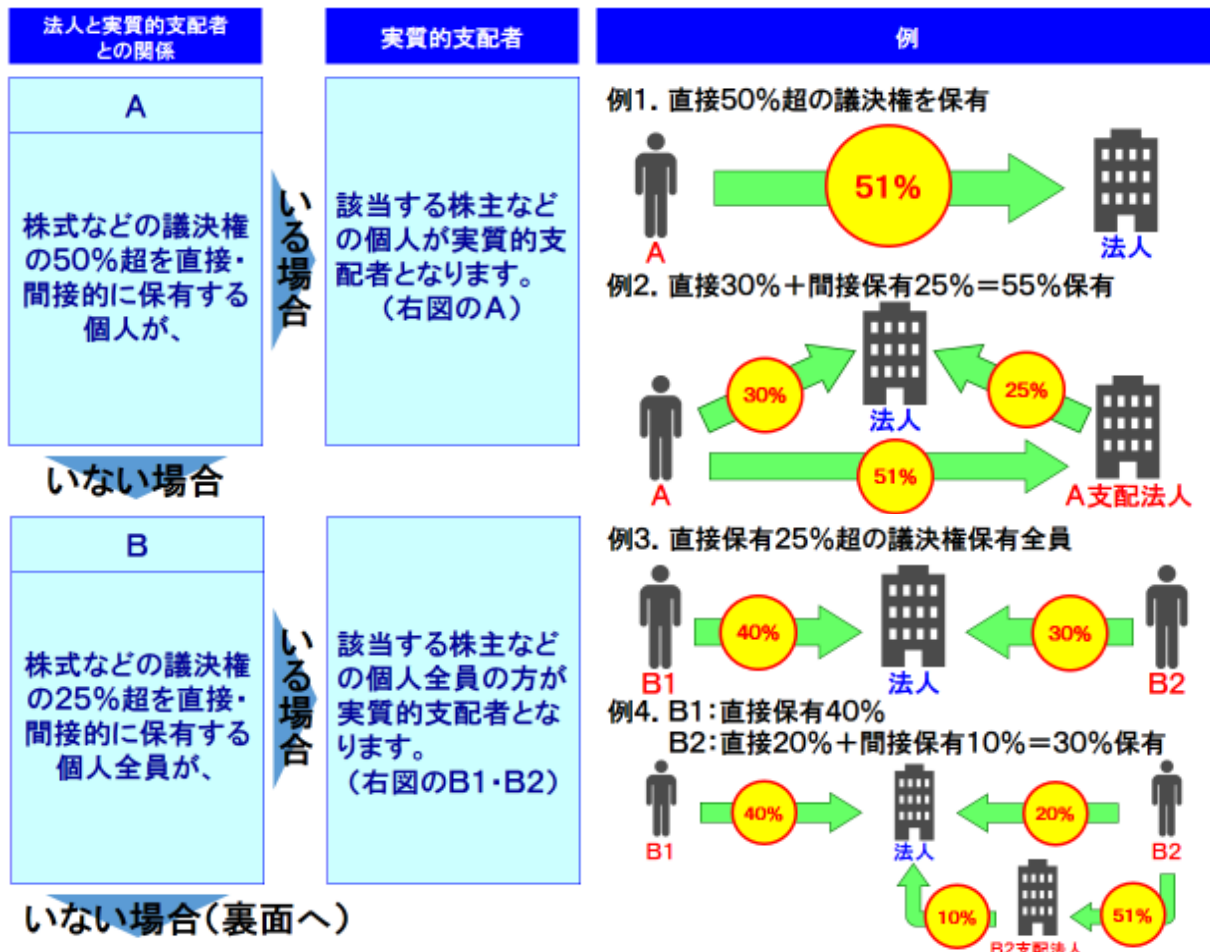 法人と実質的支配者
との関係
実質的支配者
例
A
株式などの議決権
の50%超を直接・
間接的に保有する
個人が、
いる場合
該当する株主など
の個人が実質的支
配者となります。
（右図のA）
例1. 直接50%超の議決権を保有
51%
A
法人
例2. 直接30%＋間接保有25%＝55%保有
30%
25%
法人
51%
A
A支配法人
いない場合
B
株式などの議決権
の25%超を直接・
間接的に保有する
個人全員が、
いる場合
該当する株主など
の個人全員の方が
実質的支配者とな
ります。
（右図のB1・B2）
例3. 直接保有25%超の議決権保有全員
40%
30%
B1
法人
B2
例4. B1：直接保有40%
B2：直接20%＋間接保有10%＝30%保有
40%
20%
B1
法人
B2
10%
51%
B2支配法人
いない場合（裏面へ）